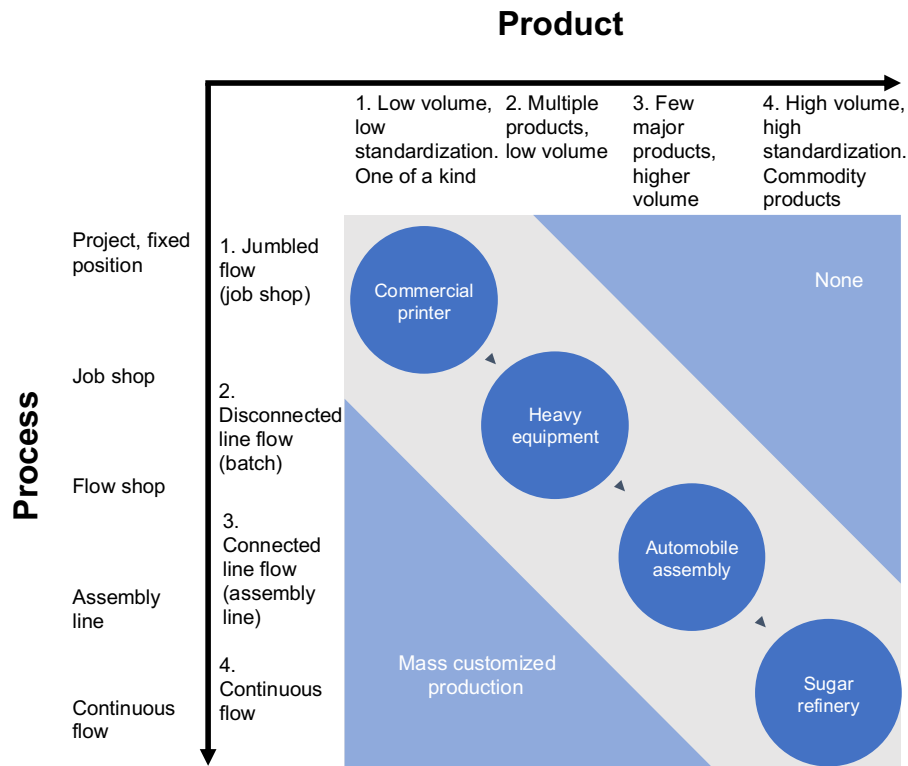 Product
1. Low volume,
low
standardization.
One of a kind
2. Multiple
products,
low volume
3. Few
major
products,
higher
volume
4. High volume,
high
standardization.
Commodity
products
Process
Project, fixed
position
Job shop
Flow shop
Assembly
line
Continuous
flow
1. Jumbled
flow
(job shop)
2.
Disconnected
line flow
(batch)
3.
Connected
line flow
(assembly
line)
4.
Continuous
flow
Commercial
printer
None
Heavy
equipment
Automobile
assembly
Mass customized
production
Sugar
refinery